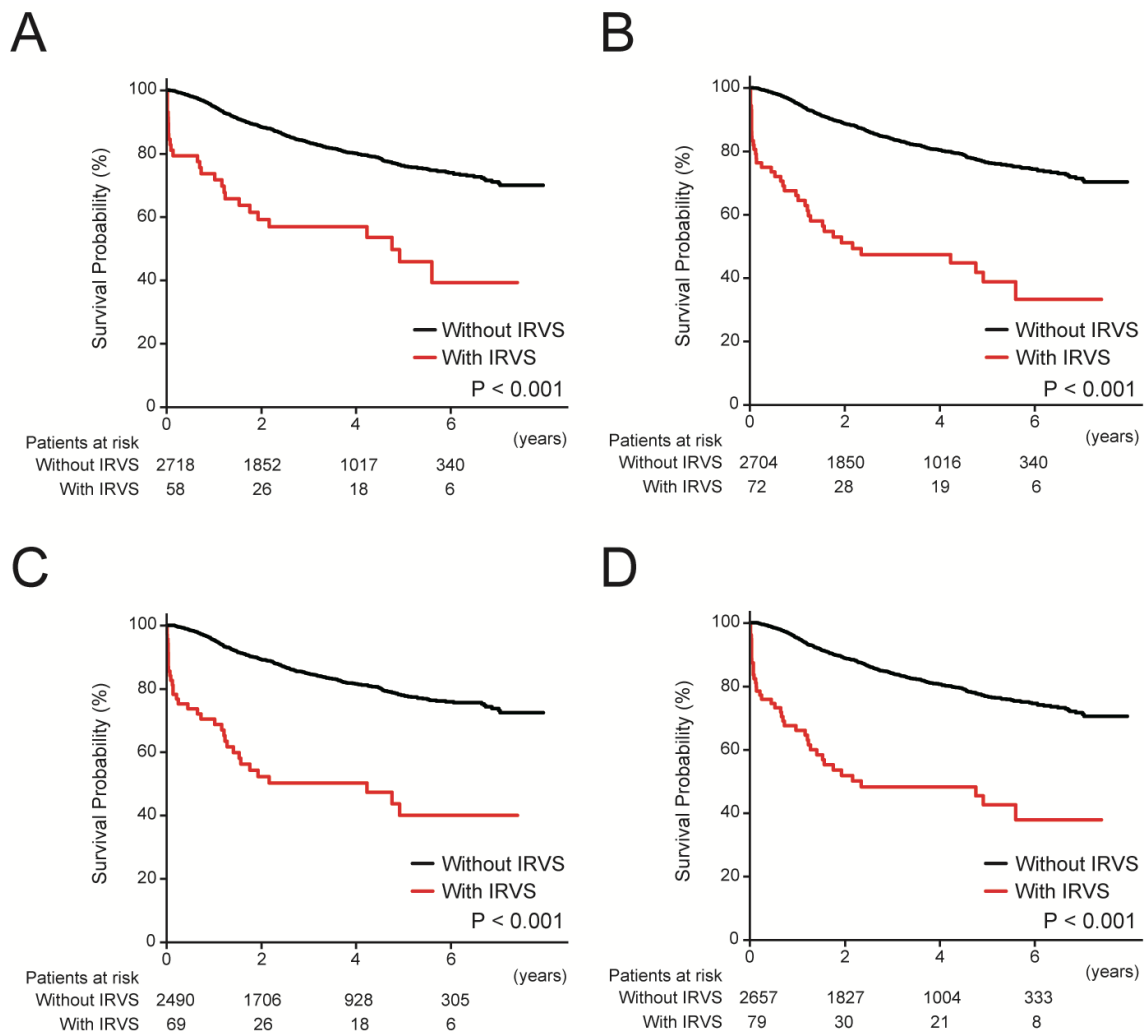 A
Survival Probability (%)
100
80
60
40
20
0
Without IRVS
With IRVS
P < 0.001
0 2 4 6 (years)
Patients at risk
Without IRVS 2718 1852 1017 340
With IRVS 58 26 18 6
B
Survival Probability (%)
100
80
60
40
20
0
Without IRVS
With IRVS
P < 0.001
0 2 4 6
(years)
Patients at risk
Without IRVS 2704 1850 1016 340
With IRVS 72 28 19 6
C
Survival Probability (%)
100
80
60
40
20
0
Without IRVS
With IRVS
P < 0.001
0 2 4 6
(years)
Patients at risk
Without IRVS 2490 1706 928 305
With IRVS 69 26 18 6
D
Survival Probability (%)
100
80
60
40
20
0
Without IRVS
With IRVS
P < 0.001
0 2 4 6
(years)
Patients at risk
Without IRVS 2657 1827 1004 333
With IRVS 79 30 21 8